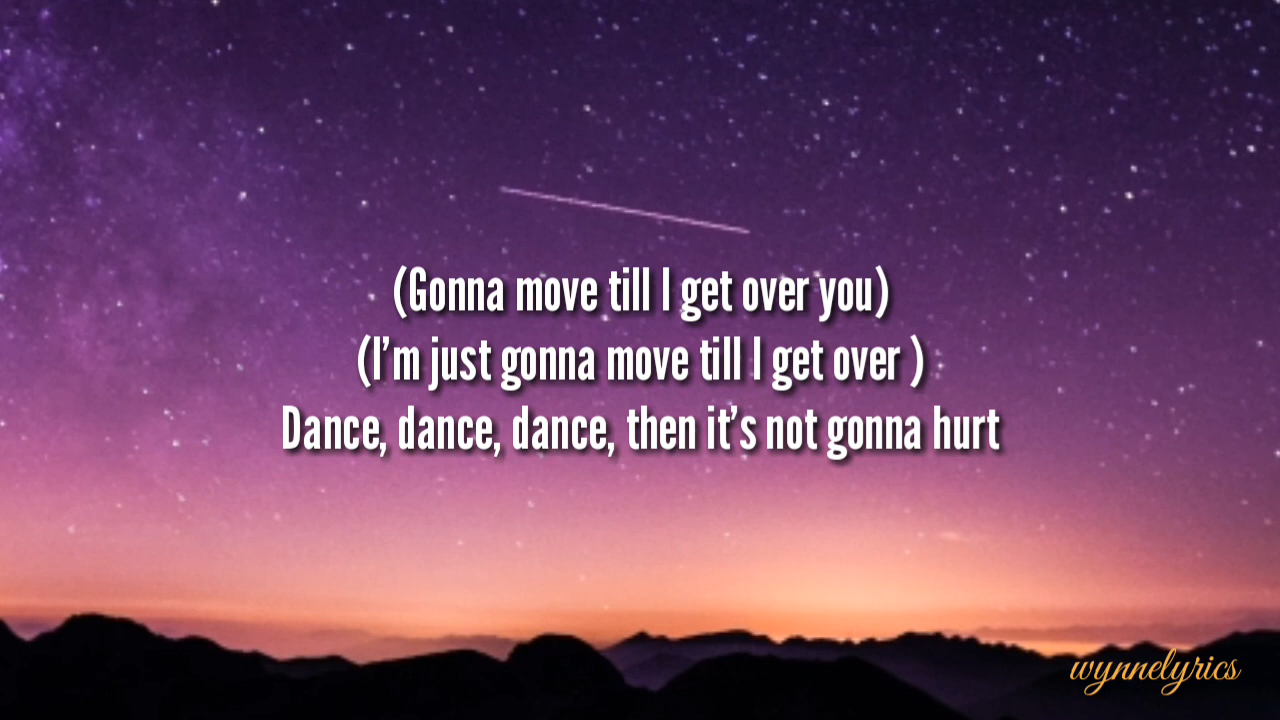 (Gonna move till I get over you)
(I'm just gonna move till I get over )
Dance, dance, dance, then it's not gonna hurt
wynnelyrics